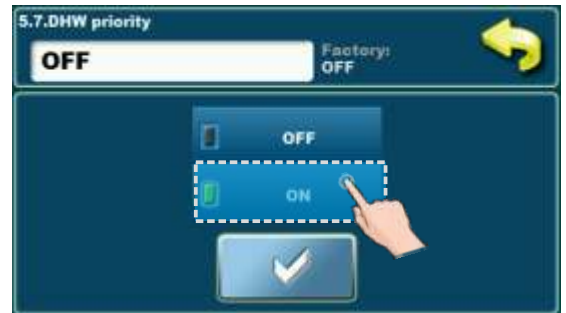 5.7.DHW priority
OFF
Factory:
OFF
OFF
ON